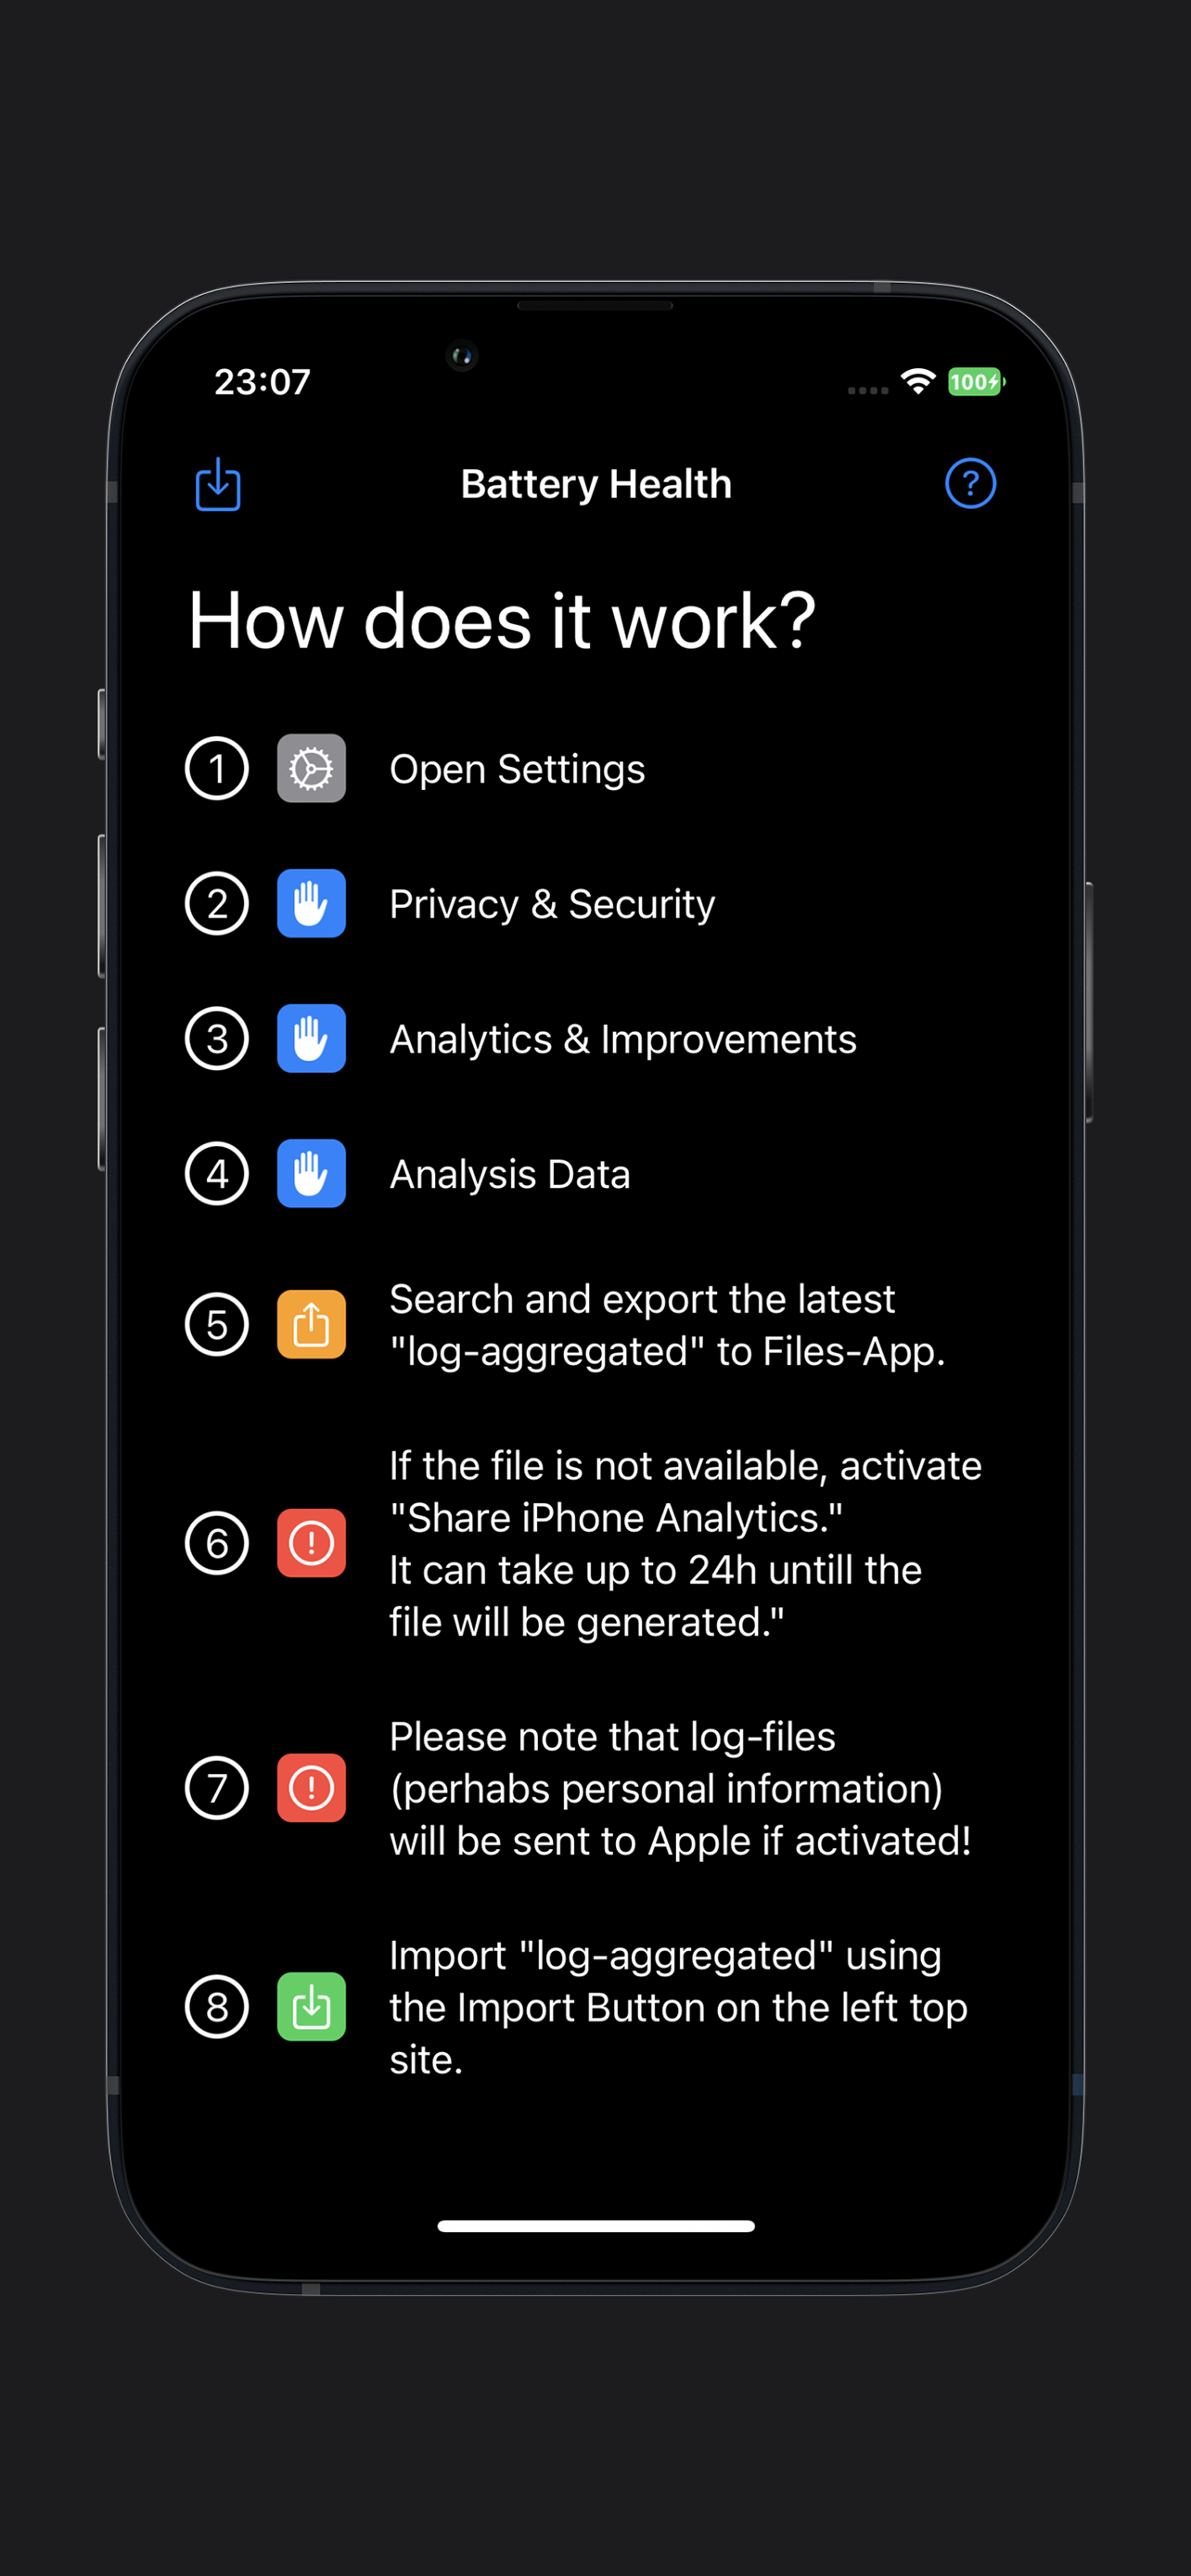 23:07
100
Battery Health
?
How does it work?
1 Open Settings
2 Privacy & Security
3 Analytics & Improvements
4 Analysis Data
5 Search and export the latest
"log-aggregated" to Files-App.
6 If the file is not available, activate
"Share iPhone Analytics."
It can take up to 24h untill the
file will be generated."
7 Please note that log-files
(perhabs personal information)
will be sent to Apple if activated!
8 Import "log-aggregated" using
the Import Button on the left top
site.